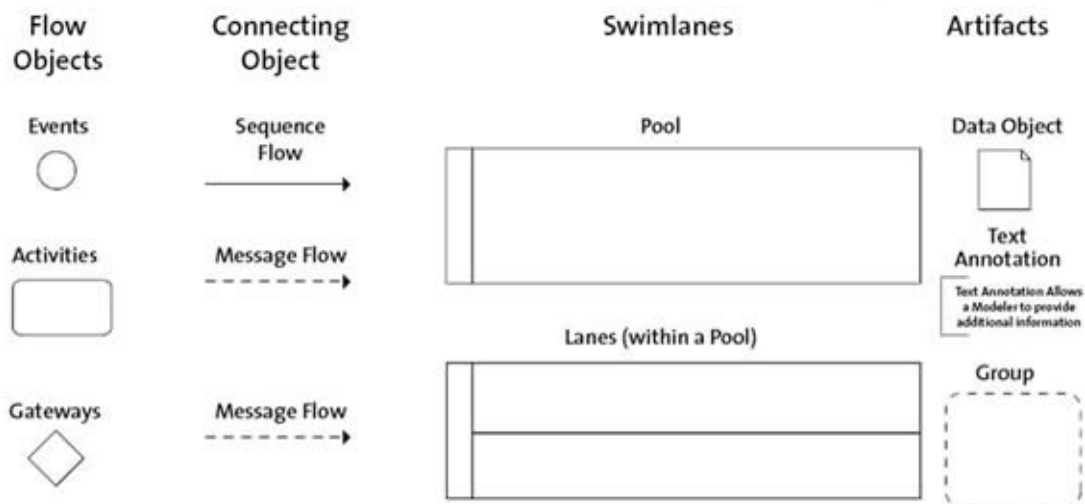 Flow
Objects
Connecting
Object
Swimlanes
Artifacts
Events
Sequence
Flow
Pool
Data Object
Activities
Message Flow
Text
Annotation
Text Annotation Allows
a Modeler to provide
additional information
Lanes (within a Pool)
Gateways
Message Flow
Group